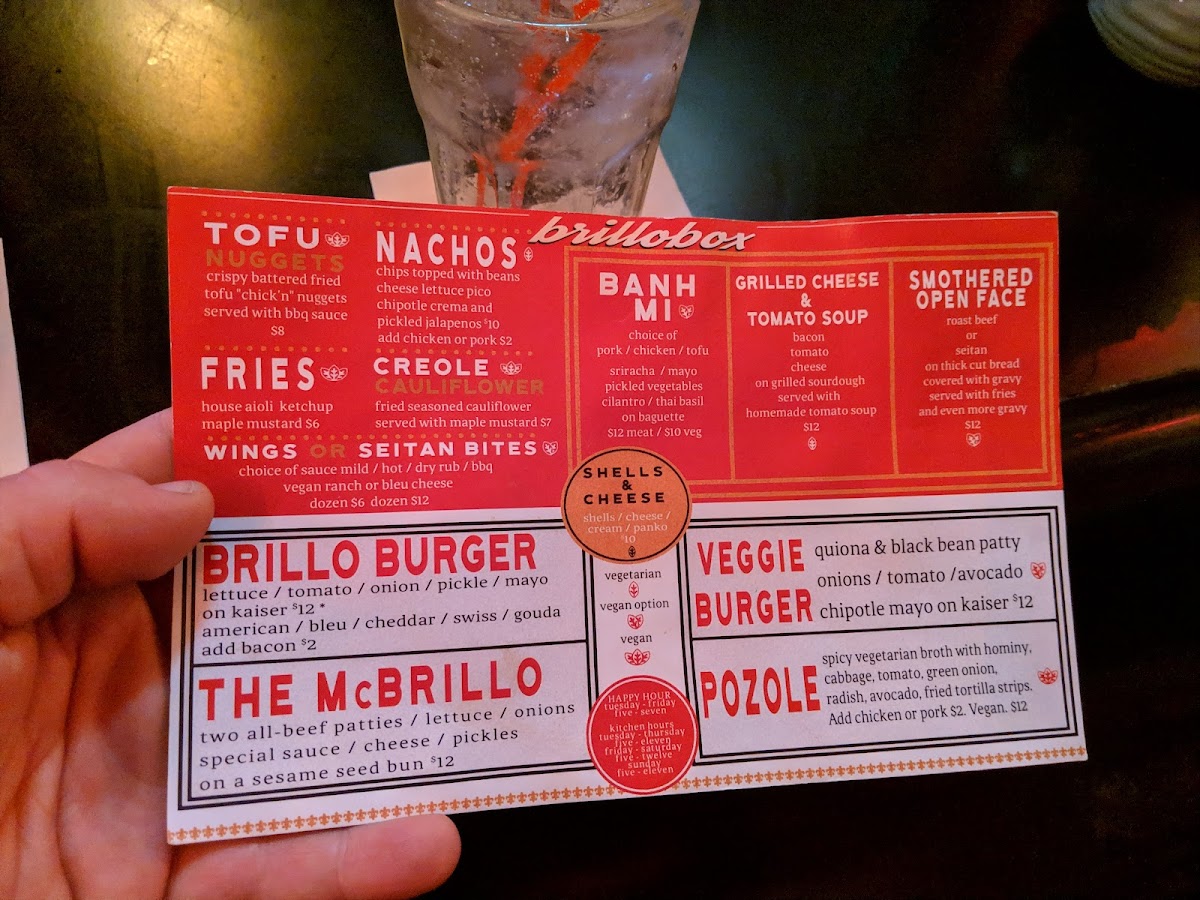 brillobox
TOFU
NUGGETS
crispy battered fried
tofu "chick'n" nuggets
served with bbq sauce
$8
NACHOS
chips topped with beans
cheese lettuce pico
chipotle crema and
pickled jalapenos $10
add chicken or pork $2
FRIES
house aioli ketchup
maple mustard $6
CREOLE
CAULIFLOWER
fried seasoned cauliflower
served with maple mustard $7
WINGS OR SEITAN BITES
choice of sauce mild / hot / dry rub / bbq
vegan ranch or bleu cheese
dozen $6 dozen $12
BANH
MI
choice of
pork / chicken / tofu
sriracha / mayo
pickled vegetables
cilantro / thai basil
on baguette
$12 meat / $10 veg
GRILLED CHEESE
&
TOMATO SOUP
bacon
tomato
cheese
on grilled sourdough
served with
homemade tomato soup
$12
SMOTHERED
OPEN FACE
roast beef
or
seitan
on thick cut bread
covered with gravy
served with fries
and even more gravy
$12
SHELLS
&
CHEESE
shells / cheese /
cream / panko
$10
BRILLO BURGER
lettuce / tomato / onion / pickle / mayo
on kaiser $12 *
american / bleu / cheddar / swiss / gouda
add bacon $2
THE McBRILLO
two all-beef patties / lettuce / onions
special sauce / cheese / pickles
on a sesame seed bun $12
vegetarian
vegan option
vegan
HAPPY HOUR
tuesday - friday
five - seven
kitchen hours
tuesday - thursday
five - eleven
friday - saturday
five - twelve
sunday
five - eleven
VEGGIE
BURGER
quiona & black bean patty
onions / tomato /avocado
chipotle mayo on kaiser $12
POZOLE
spicy vegetarian broth with hominy,
cabbage, tomato, green onion,
radish, avocado, fried tortilla strips.
Add chicken or pork $2. Vegan. $12